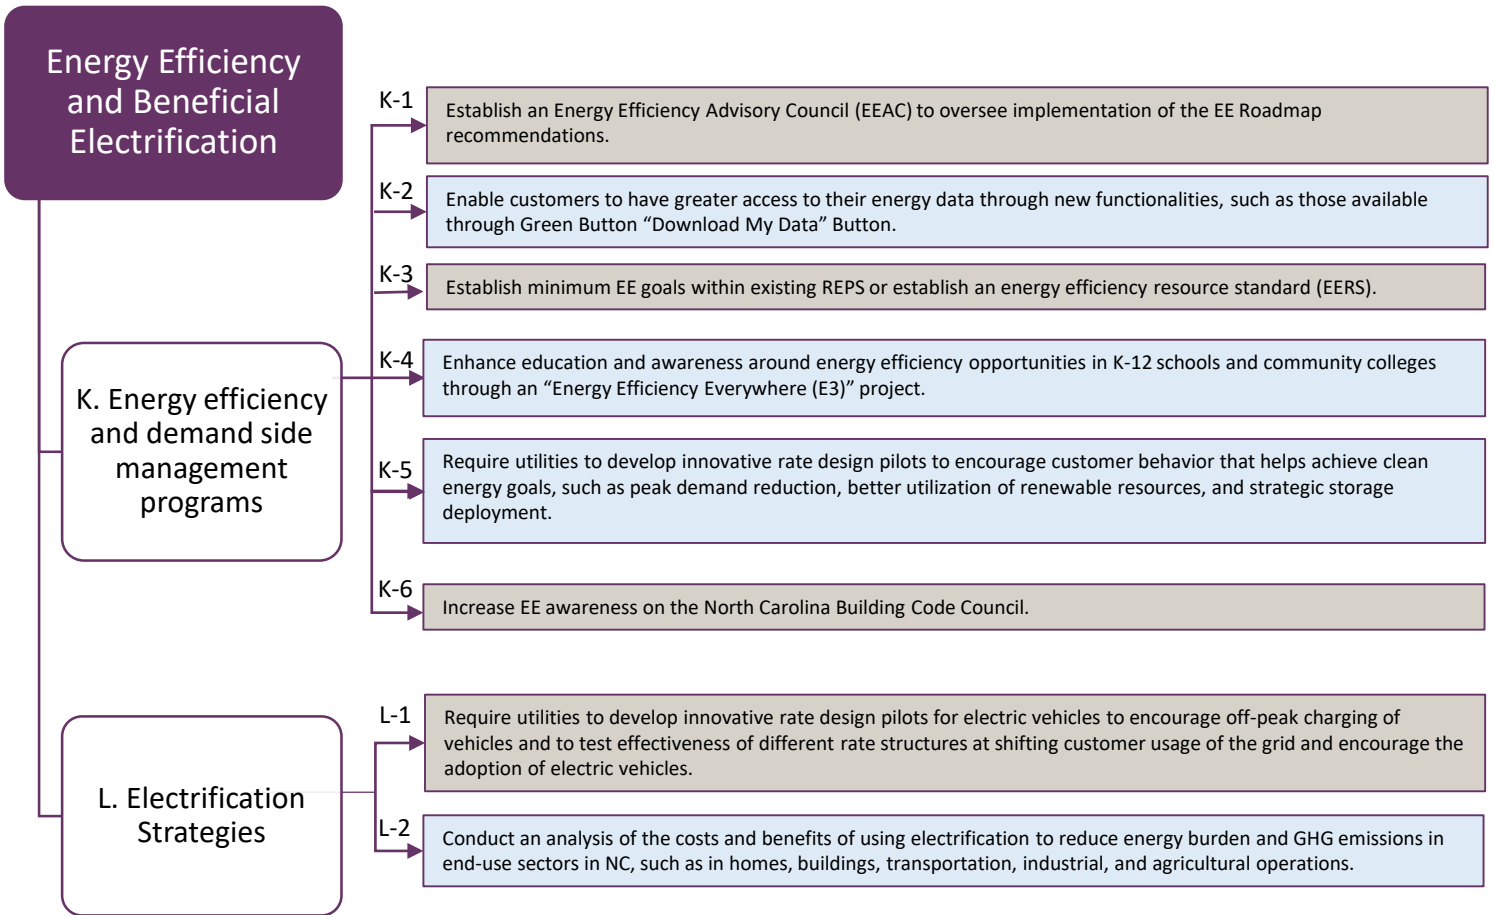 Energy Efficiency
and Beneficial
Electrification
K. Energy efficiency
and demand side
management
programs
K-1
Establish an Energy Efficiency Advisory Council (EEAC) to oversee implementation of the EE Roadmap
recommendations.
K-2
Enable customers to have greater access to their energy data through new functionalities, such as those available
through Green Button “Download My Data” Button.
K-3
Establish minimum EE goals within existing REPS or establish an energy efficiency resource standard (EERS).
K-4
Enhance education and awareness around energy efficiency opportunities in K-12 schools and community colleges
through an “Energy Efficiency Everywhere (E3)” project.
K-5
Require utilities to develop innovative rate design pilots to encourage customer behavior that helps achieve clean
energy goals, such as peak demand reduction, better utilization of renewable resources, and strategic storage
deployment.
K-6
Increase EE awareness on the North Carolina Building Code Council.
L. Electrification
Strategies
L-1
Require utilities to develop innovative rate design pilots for electric vehicles to encourage off-peak charging of
vehicles and to test effectiveness of different rate structures at shifting customer usage of the grid and encourage the
adoption of electric vehicles.
L-2
Conduct an analysis of the costs and benefits of using electrification to reduce energy burden and GHG emissions in
end-use sectors in NC, such as in homes, buildings, transportation, industrial, and agricultural operations.